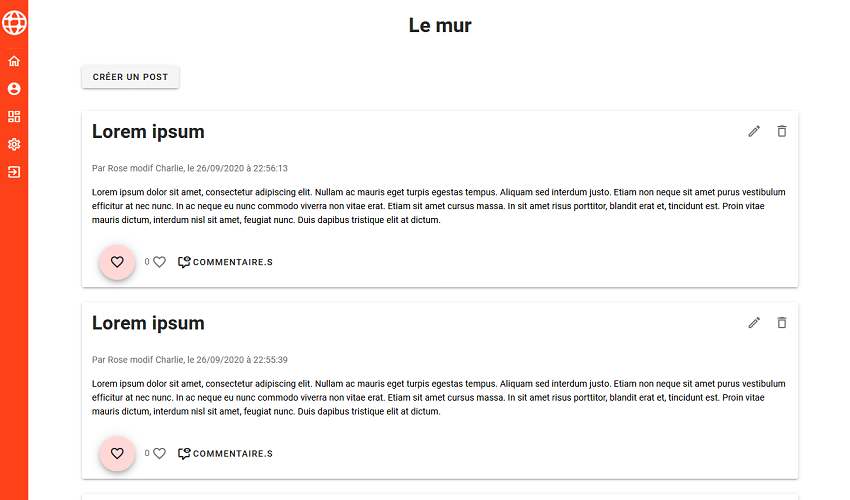 Le mur
CRÉER UN POST
Lorem ipsum
Par Rose modif Charlie, le 26/09/2020 à 22:56:13
Lorem ipsum dolor sit amet, consectetur adipiscing elit. Nullam ac mauris eget turpis egestas tempus. Aliquam sed interdum justo. Etiam non neque sit amet purus vestibulum
efficitur at nec nunc. In ac neque eu nunc commodo viverra non vitae erat. Etiam sit amet cursus massa. In sit amet risus porttitor, blandit erat et, tincidunt est. Proin vitae
mauris dictum, interdum nisl sit amet, feugiat nunc. Duis dapibus tristique elit at dictum.
0 COMMENTAIRE.S
Lorem ipsum
Par Rose modif Charlie, le 26/09/2020 à 22:55:39
Lorem ipsum dolor sit amet, consectetur adipiscing elit. Nullam ac mauris eget turpis egestas tempus. Aliquam sed interdum justo. Etiam non neque sit amet purus vestibulum
efficitur at nec nunc. In ac neque eu nunc commodo viverra non vitae erat. Etiam sit amet cursus massa. In sit amet risus porttitor, blandit erat et, tincidunt est. Proin vitae
mauris dictum, interdum nisl sit amet, feugiat nunc. Duis dapibus tristique elit at dictum.
0 COMMENTAIRE.S